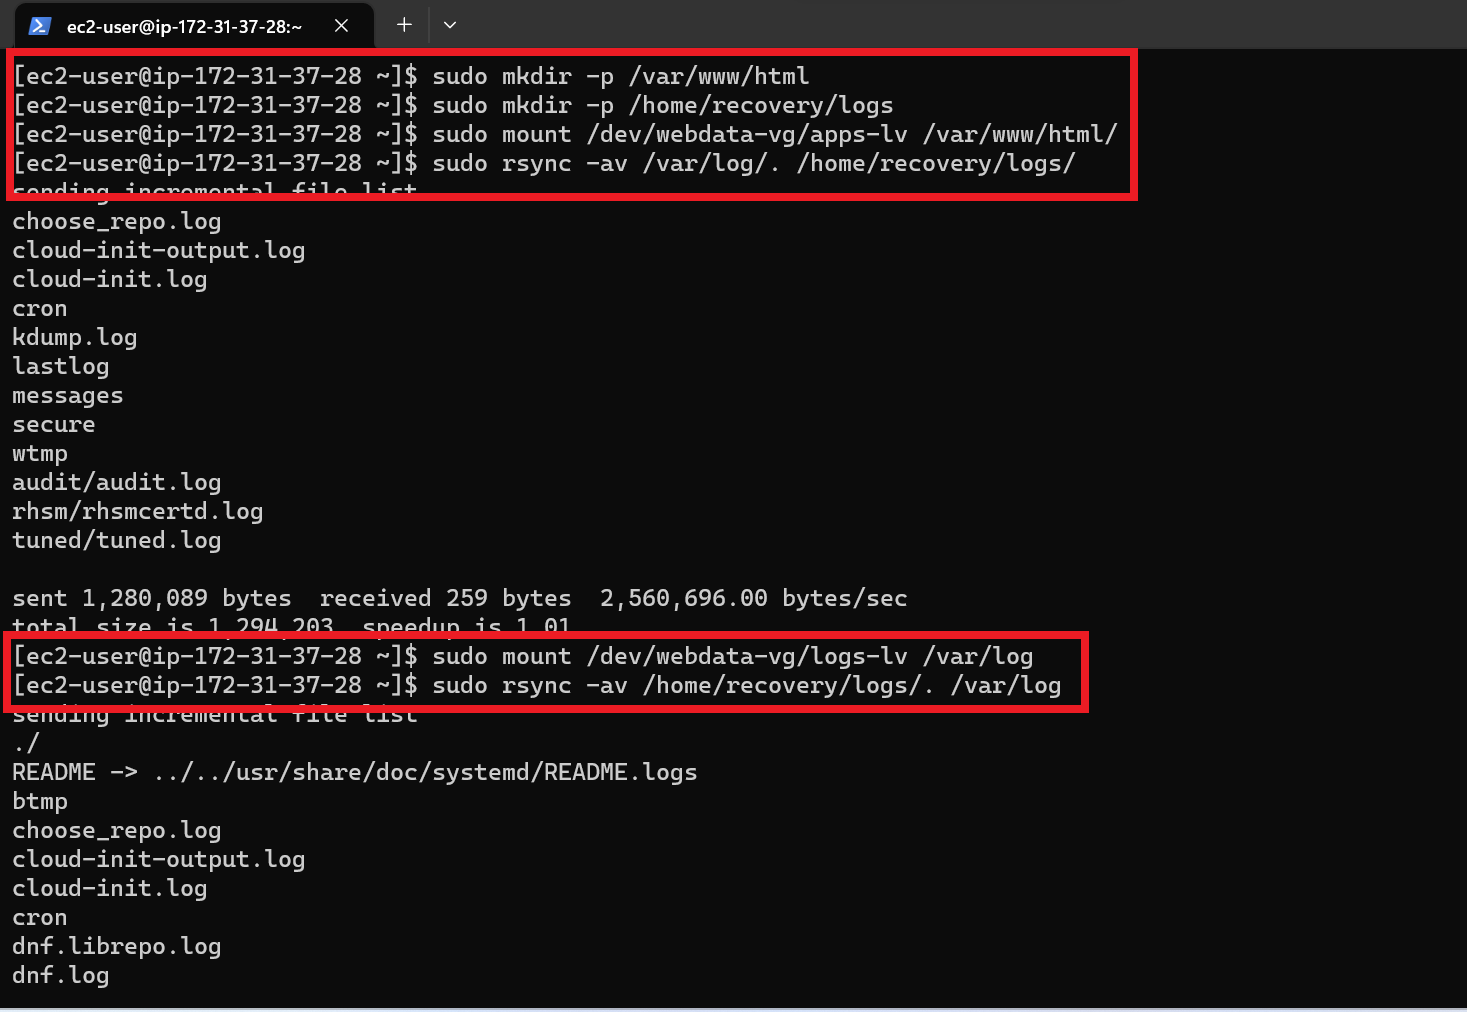 ec2-user@ip-172-31-37-28:~
[ec2-user@ip-172-31-37-28 ~]$ sudo mkdir -p /var/www/html
[ec2-user@ip-172-31-37-28 ~]$ sudo mkdir -p /home/recovery/logs
[ec2-user@ip-172-31-37-28 ~]$ sudo mount /dev/webdata-vg/apps-lv /var/www/html/
[ec2-user@ip-172-31-37-28 ~]$ sudo rsync -av /var/log/. /home/recovery/logs/
sending incremental file list
choose_repo.log
cloud-init-output.log
cloud-init.log
cron
kdump.log
lastlog
messages
secure
wtmp
audit/audit.log
rhsm/rhsmcertd.log
tuned/tuned.log
sent 1,280,089 bytes  received 259 bytes  2,560,696.00 bytes/sec
total size is 1,294,203  speedup is 1.01
[ec2-user@ip-172-31-37-28 ~]$ sudo mount /dev/webdata-vg/logs-lv /var/log
[ec2-user@ip-172-31-37-28 ~]$ sudo rsync -av /home/recovery/logs/. /var/log
sending incremental file list
./
README -> ../../usr/share/doc/systemd/README.logs
btmp
choose_repo.log
cloud-init-output.log
cloud-init.log
cron
dnf.librepo.log
dnf.log